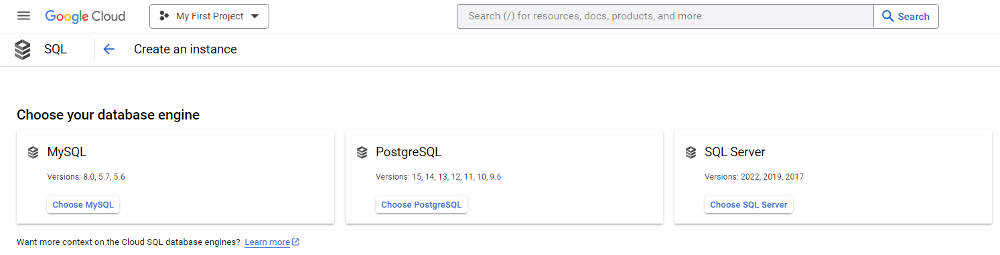 Google Cloud
My First Project
Search (/) for resources, docs, products, and more
Search
SQL
Create an instance
Choose your database engine
MySQL
Versions: 8.0, 5.7, 5.6
Choose MySQL
PostgreSQL
Versions: 15, 14, 13, 12, 11, 10, 9.6
Choose PostgreSQL
SQL Server
Versions: 2022, 2019, 2017
Choose SQL Server
Want more context on the Cloud SQL database engines? Learn more